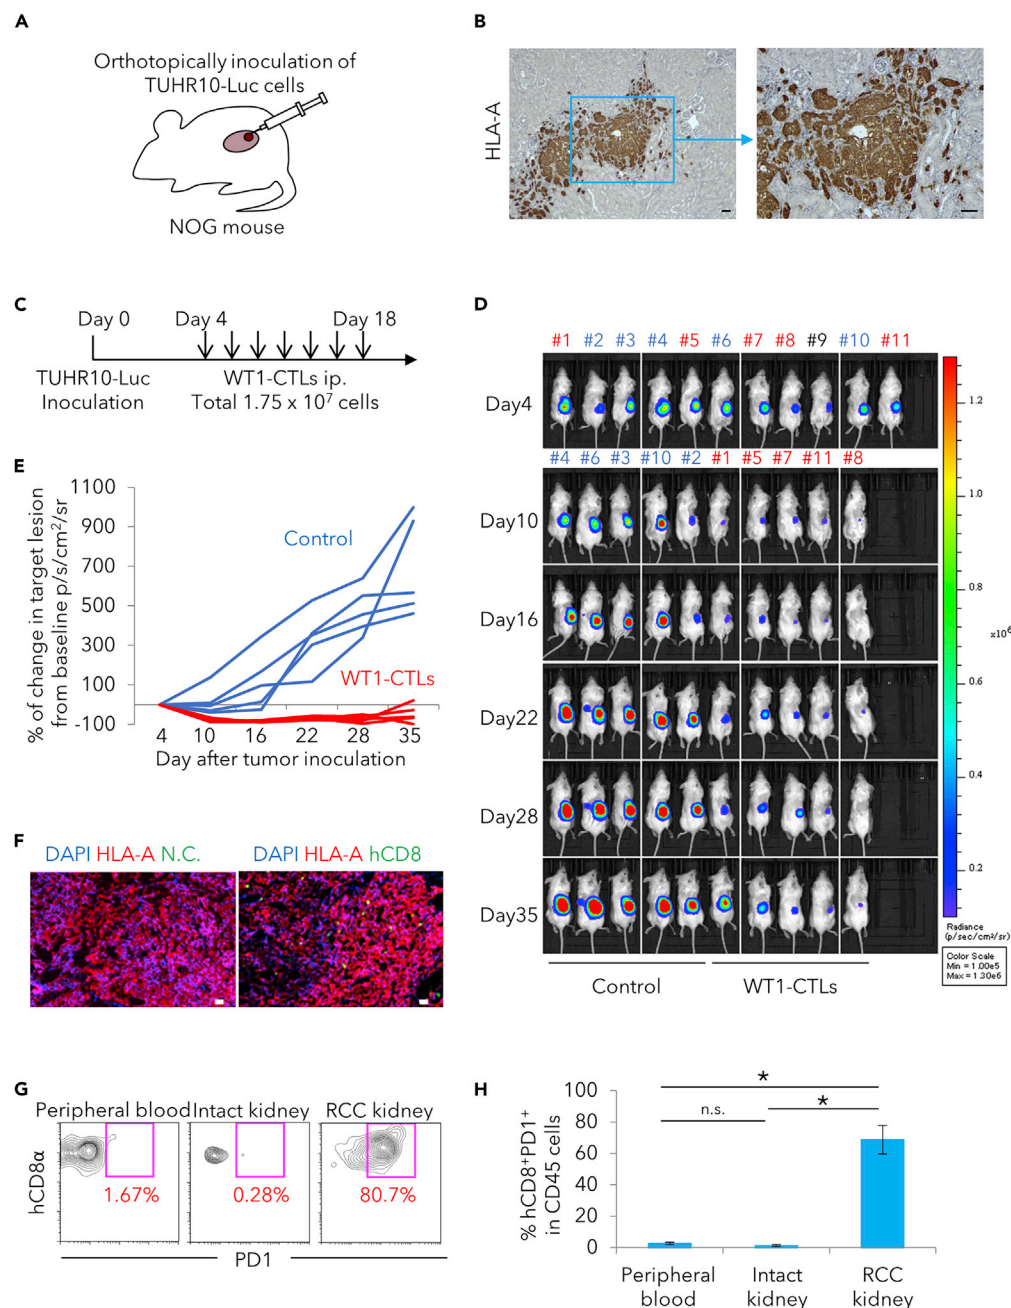 A
Orthotopically inoculation of
TUHR10-Luc cells
NOG mouse
B
HLA-A
C
Day 0
Day 4
Day 18
TUHR10-Luc
Inoculation
WT1-CTLs ip.
Total 1.75 x 10⁷ cells
D
#1 #2 #3 #4 #5 #6 #7 #8 #9 #10 #11
Day4
#4 #6 #3 #10 #2 #1 #5 #7 #11 #8
Day10
Day16
Day22
Day28
Day35
Control
WT1-CTLs
1.2
1.0
0.8
x10⁶
0.6
0.4
0.2
Radiance
(p/sec/cm²/sr)
Color Scale
Min = 1.00e5
Max = 1.30e6
E
% of change in target lesion
from baseline p/s/cm²/sr
1100
900
700
500
300
100
-100
Control
WT1-CTLs
4 10 16 22 28 35
Day after tumor inoculation
F
DAPI HLA-A N.C.
DAPI HLA-A hCD8
G
Peripheral blood
Intact kidney
RCC kidney
hCD8α
1.67%
0.28%
80.7%
PD1
H
% hCD8⁺PD1⁺
in CD45 cells
100
80
60
40
20
0
*
n.s.
*
Peripheral
blood
Intact
kidney
RCC
kidney